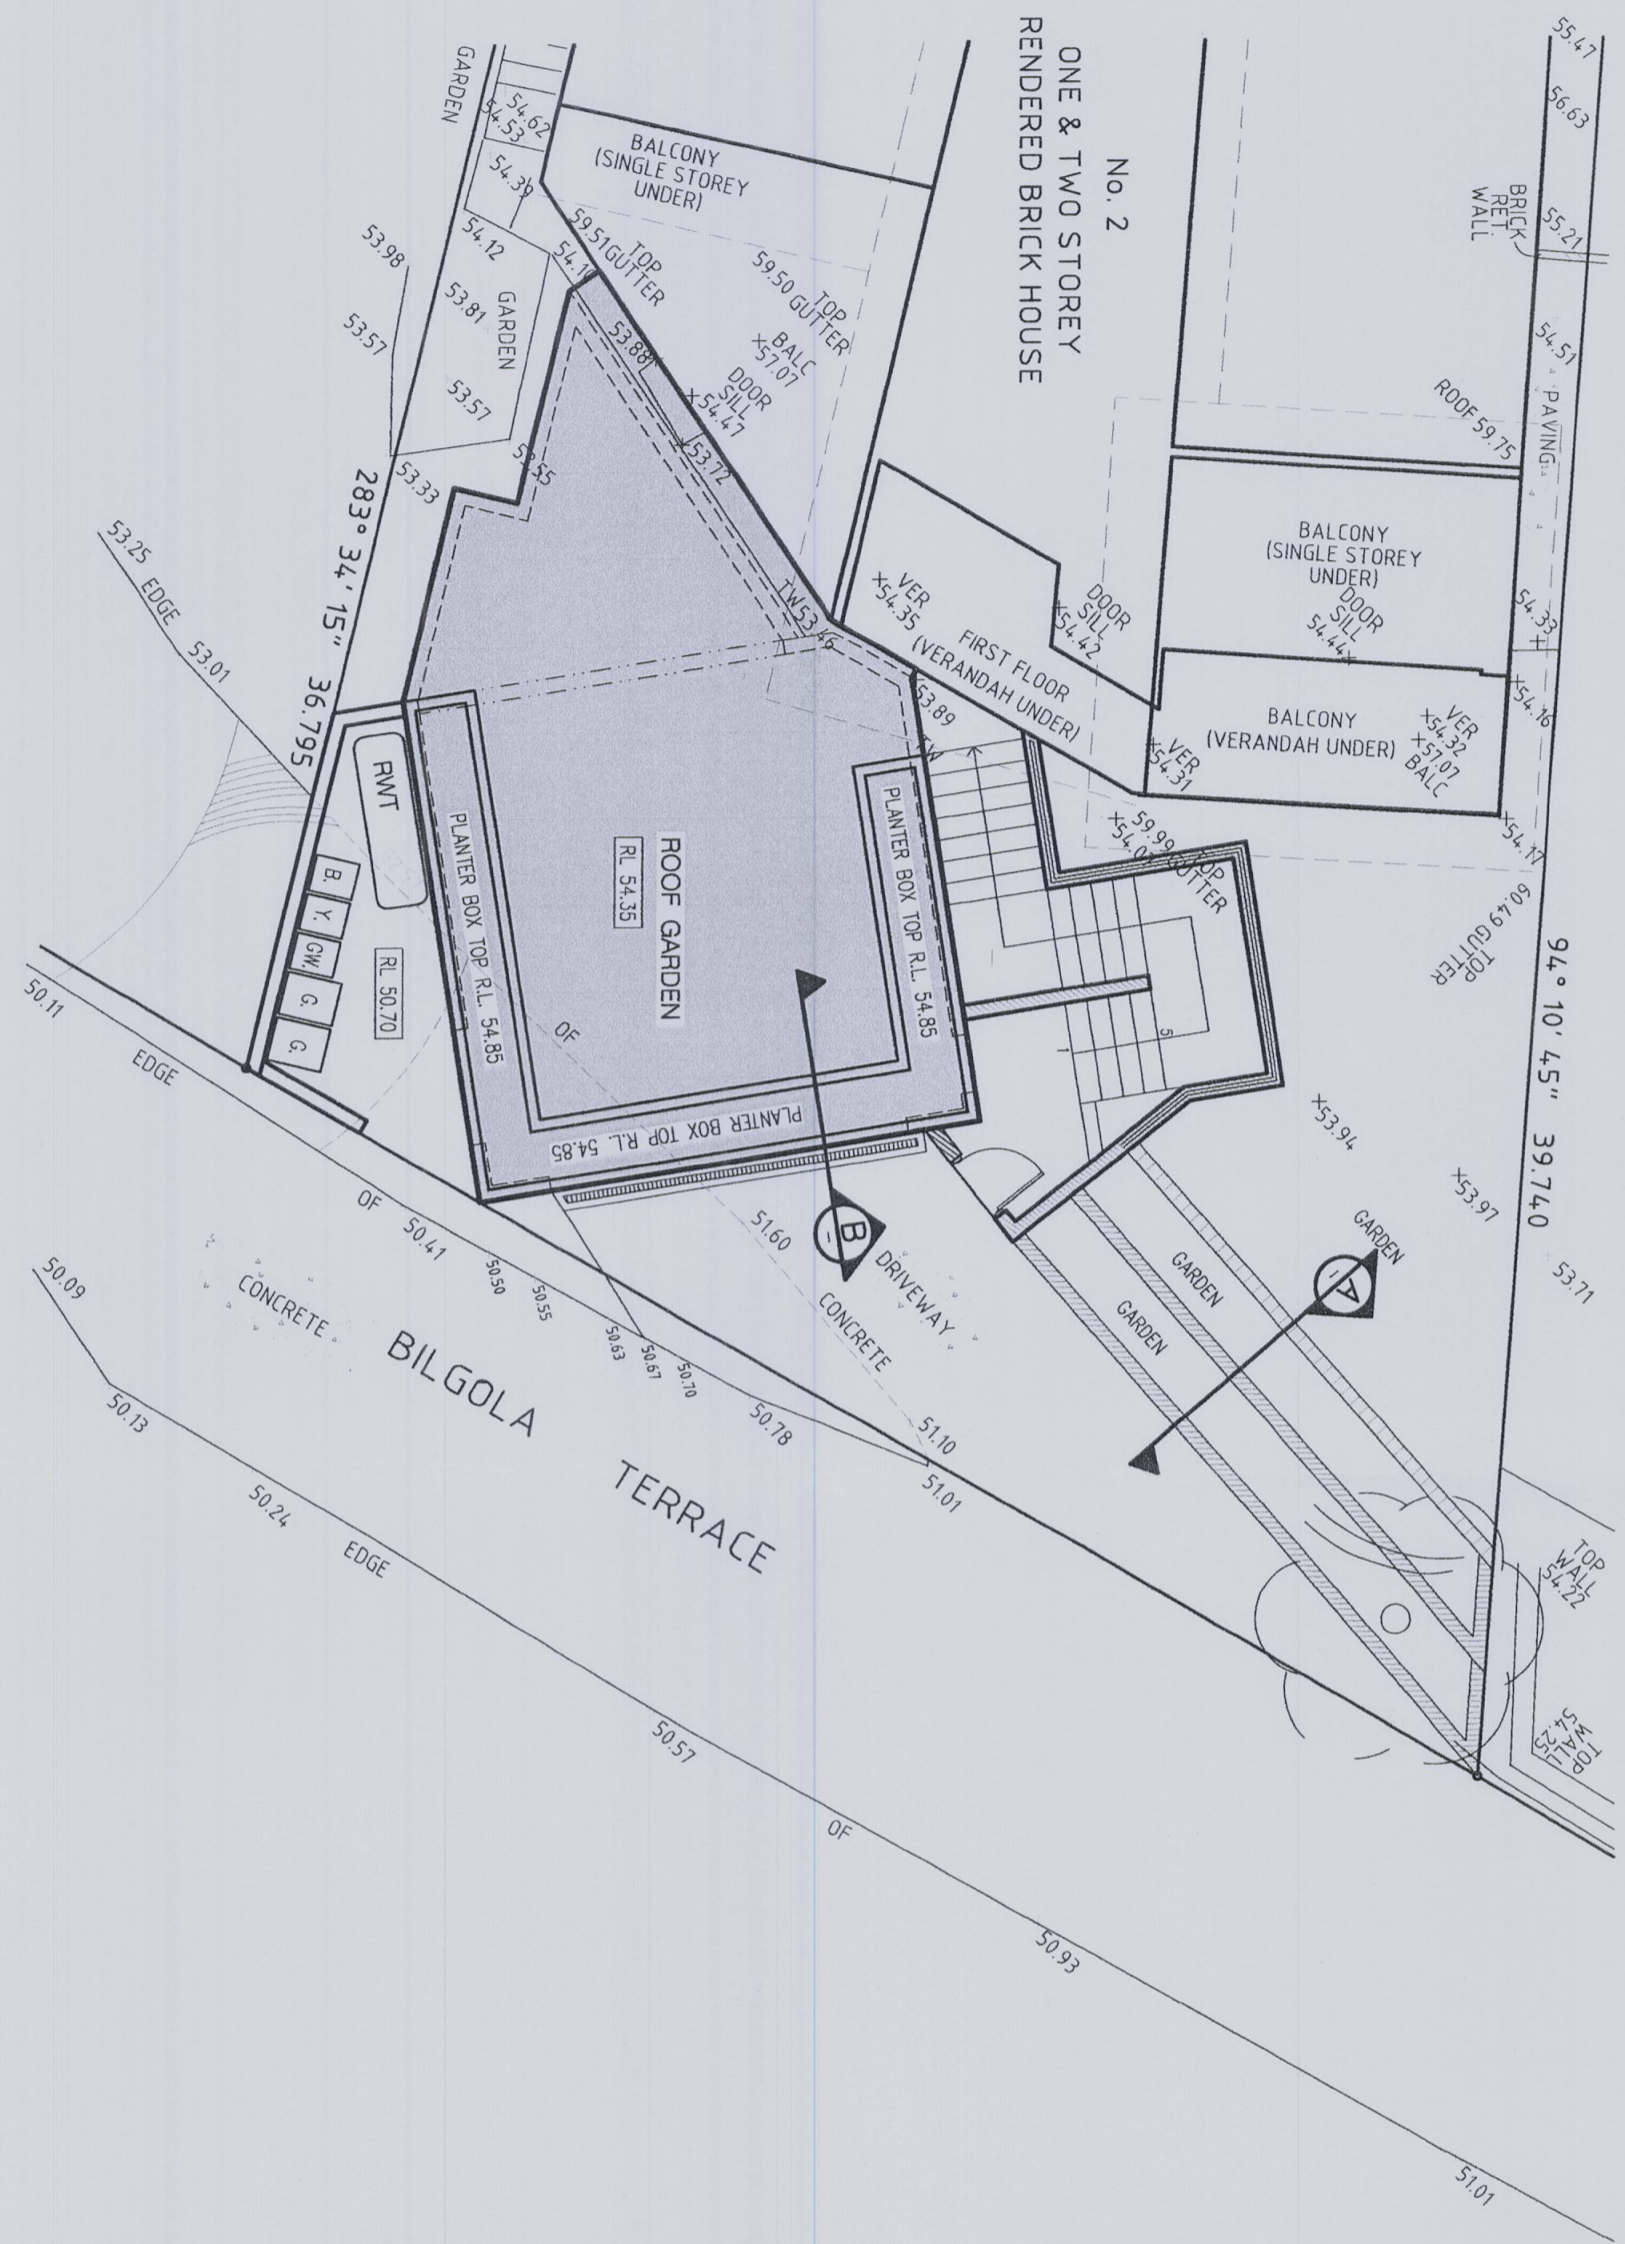 55.47
56.63
55.21
BRICK
RET.
WALL
54.51
PAVING
ROOF 59.75
No. 2
ONE & TWO STOREY
RENDERED BRICK HOUSE
GARDEN
54.62
54.53
54.39
BALCONY
(SINGLE STOREY
UNDER)
59.51
TOP
GUTTER
59.50
TOP
GUTTER
54.12
53.98
53.81
GARDEN
53.57
53.57
53.88
BALC
57.07
DOOR
SILL
54.47
53.72
53.33
283° 34' 15" 36.795
53.25 EDGE 53.01
TW53.46
VER
54.35
FIRST FLOOR
(VERANDAH UNDER)
DOOR
SILL
54.42
BALCONY
(SINGLE STOREY
UNDER)
DOOR
SILL
54.44
54.33
54.16
BALCONY
(VERANDAH UNDER)
VER
54.32
57.07
BALC
VER
54.31
54.17
53.89
TW
59.99
TOP
GUTTER
60.49
TOP
GUTTER
94° 10' 45" 39.740
RWT
B.
Y.
GW.
G.
G.
RL 50.70
PLANTER BOX TOP R.L. 54.85
ROOF GARDEN
RL 54.35
PLANTER BOX TOP R.L. 54.85
PLANTER BOX TOP R.L. 54.85
OF
1
5
53.94
53.97
53.71
GARDEN
A
GARDEN
GARDEN
B
51.60
DRIVEWAY
CONCRETE
50.11
EDGE
OF
50.41
50.50
50.55
50.63
50.67
50.70
50.78
51.10
51.01
CONCRETE
BILGOLA TERRACE
50.09
50.13
50.24
EDGE
50.57
OF
50.93
51.01
TOP
WALL
54.22
TOP
WALL
54.25